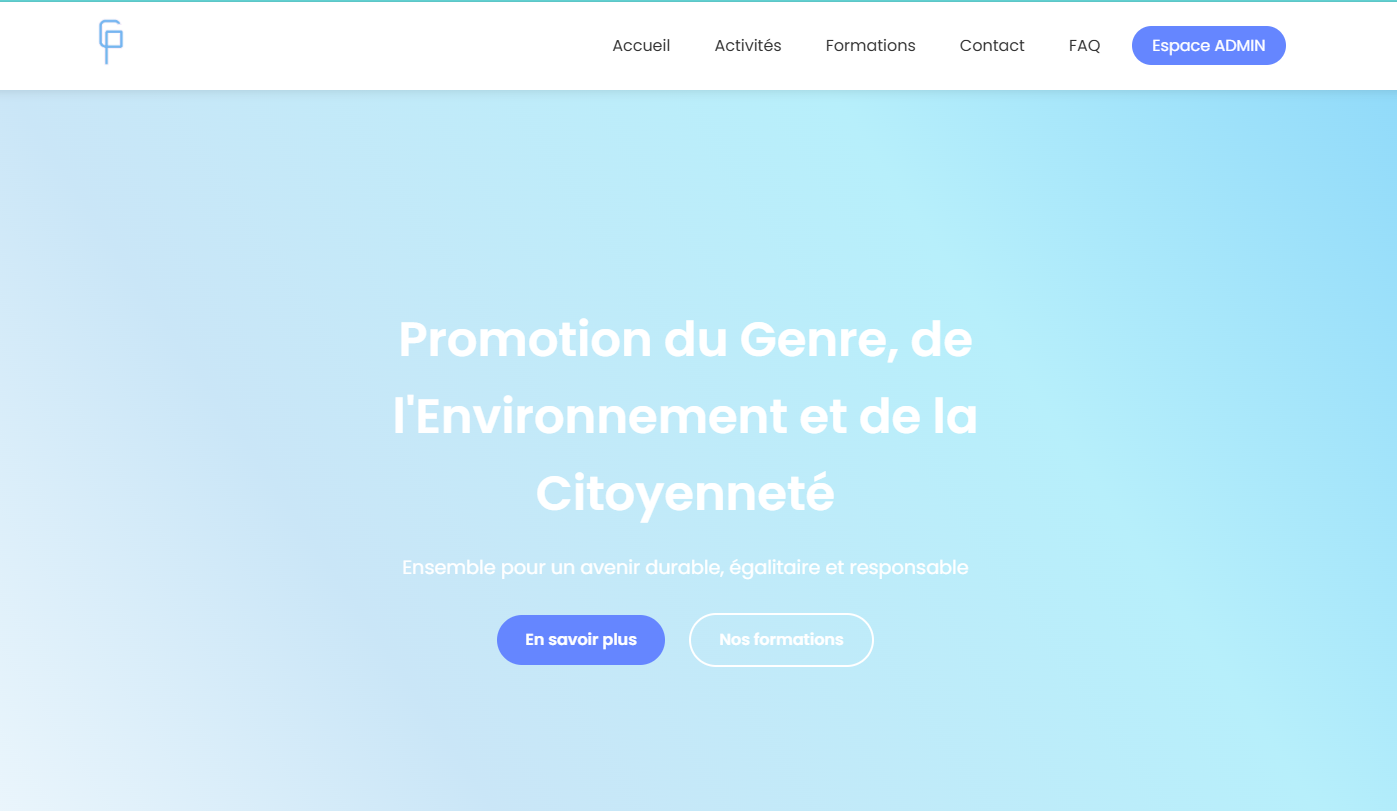 Accueil
Activités
Formations
Contact
FAQ
Espace ADMIN
Promotion du Genre, de
l'Environnement et de la
Citoyenneté
Ensemble pour un avenir durable, égalitaire et responsable
En savoir plus
Nos formations